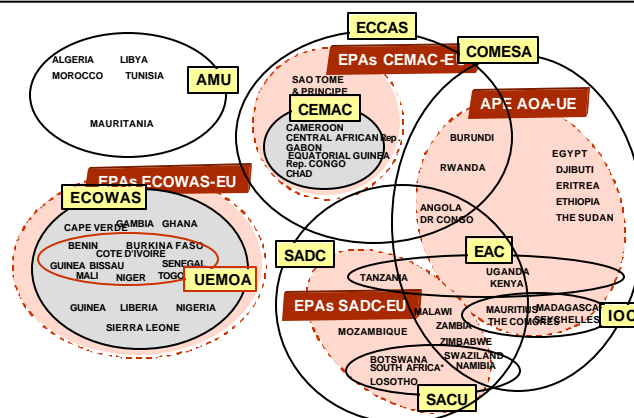 ECCAS
EPAs CEMAC-E
COMESA
ALGERIA LIBYA
MOROCCO TUNISIA
AMU
MAURITANIA
SAO TOME
& PRINCIPE
CEMAC
CAMEROON
CENTRAL AFRICAN Rep.
GABON
EQUATORIAL GUINEA
Rep. CONGO
CHAD
APE AOA-UE
BURUNDI
RWANDA
EGYPT
DJIBUTI
ERITREA
ETHIOPIA
THE SUDAN
ANGOLA
DR CONGO
EPAs ECOWAS-EU
ECOWAS
CAPE VERDE GAMBIA GHANA
BENIN BURKINA FASO
COTE D'IVOIRE
GUINEA BISSAU SENEGAL
MALI NIGER TOGO
UEMOA
GUINEA LIBERIA NIGERIA
SIERRA LEONE
SADC
EAC
TANZANIA
UGANDA
KENYA
EPAs SADC-EU
MOZAMBIQUE
MALAWI
ZAMBIA
ZIMBABWE
SWAZILAND
NAMIBIA
MAURITIUS MADAGASCA
THE COMORES SEYCHELLES
IOC
BOTSWANA
SOUTH AFRICA*
LOSOTHO
SACU